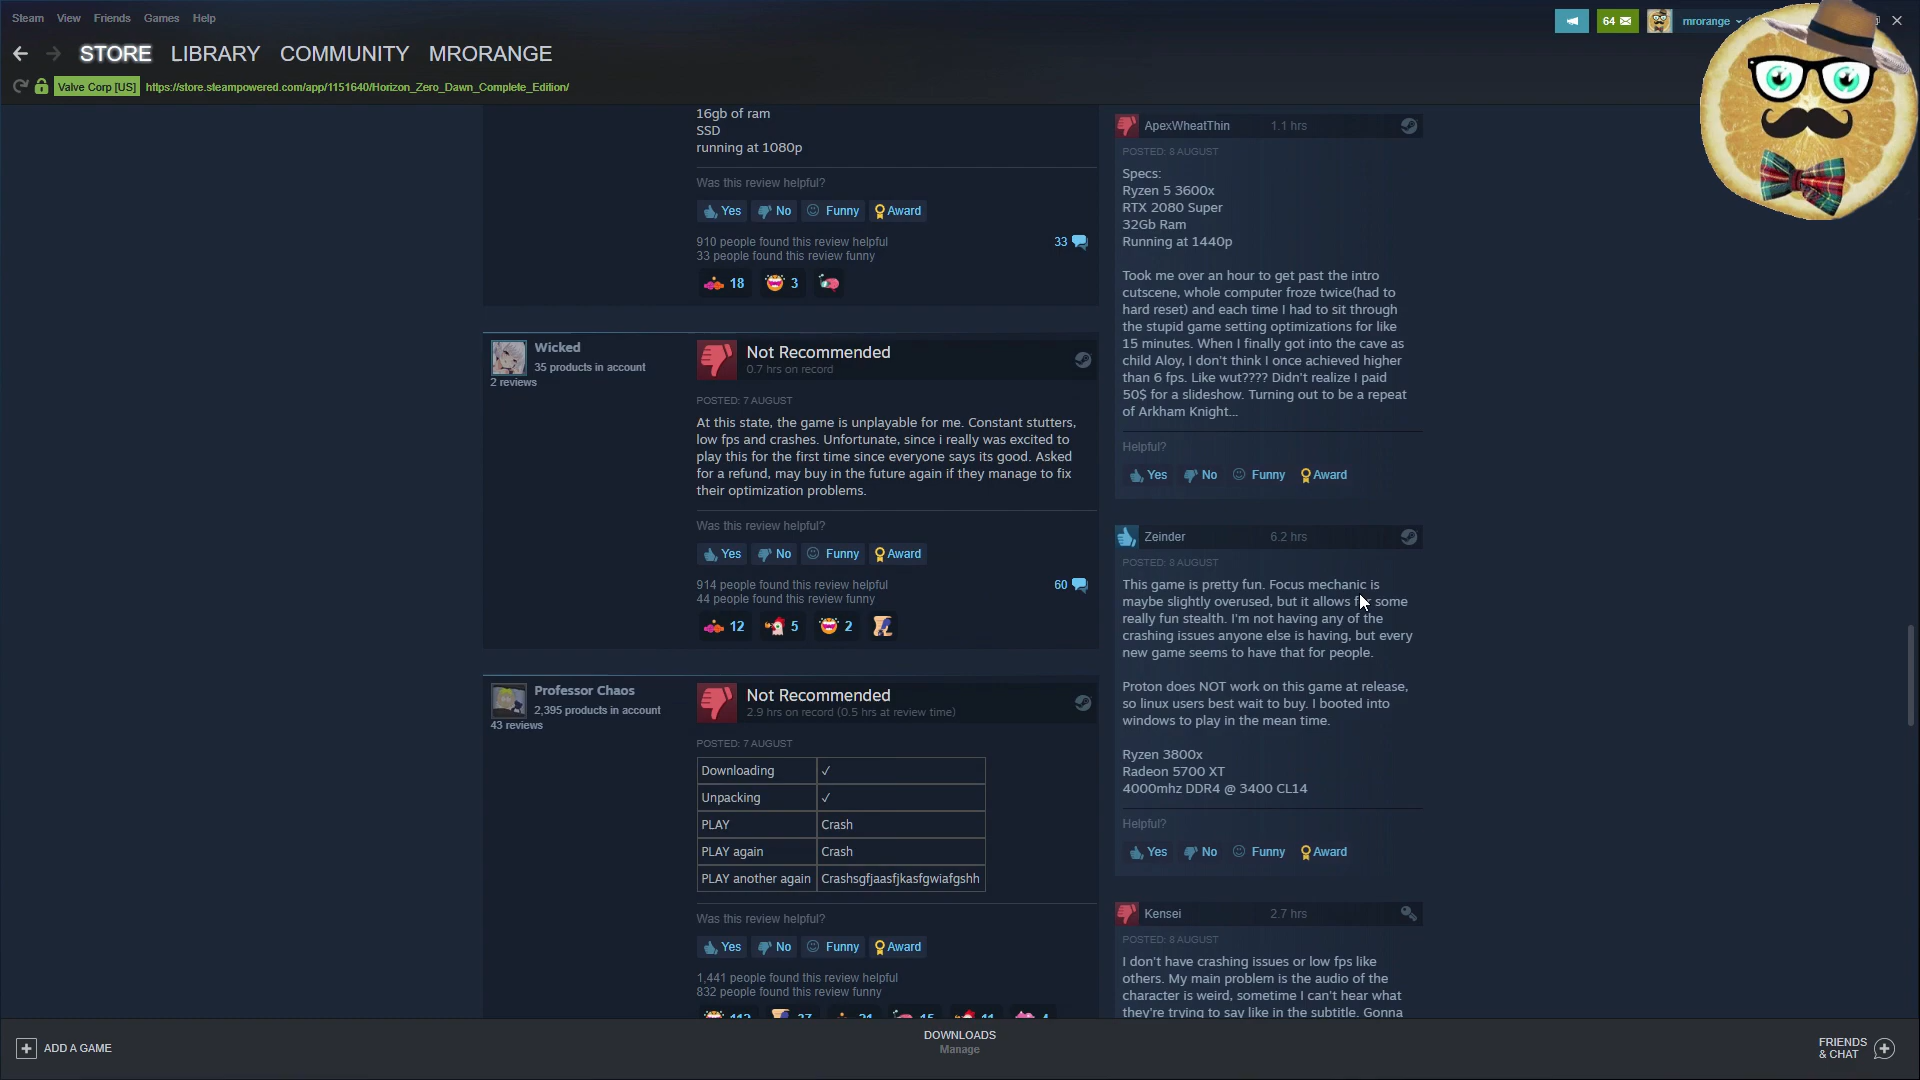 Steam View Friends Games Help
64 mrorange
STORE LIBRARY COMMUNITY MRORANGE
Valve Corp [US] https://store.steampowered.com/app/1151640/Horizon_Zero_Dawn_Complete_Edition/
16gb of ram
SSD
running at 1080p
Was this review helpful?
Yes No Funny Award
910 people found this review helpful
33 people found this review funny
33
18 3
Wicked
35 products in account
2 reviews
Not Recommended
0.7 hrs on record
POSTED: 7 AUGUST
At this state, the game is unplayable for me. Constant stutters,
low fps and crashes. Unfortunate, since i really was excited to
play this for the first time since everyone says its good. Asked
for a refund, may buy in the future again if they manage to fix
their optimization problems.
Was this review helpful?
Yes No Funny Award
914 people found this review helpful
44 people found this review funny
60
12 5 2
Professor Chaos
2,395 products in account
43 reviews
Not Recommended
2.9 hrs on record (0.5 hrs at review time)
POSTED: 7 AUGUST
Downloading ✓
Unpacking ✓
PLAY Crash
PLAY again Crash
PLAY another again Crashsgfjaasfjkasfgwiafgshh
Was this review helpful?
Yes No Funny Award
1,441 people found this review helpful
832 people found this review funny
ApexWheatThin 1.1 hrs
POSTED: 8 AUGUST
Specs:
Ryzen 5 3600x
RTX 2080 Super
32Gb Ram
Running at 1440p
Took me over an hour to get past the intro
cutscene, whole computer froze twice(had to
hard reset) and each time I had to sit through
the stupid game setting optimizations for like
15 minutes. When I finally got into the cave as
child Aloy, I don't think I once achieved higher
than 6 fps. Like wut???? Didn't realize I paid
50$ for a slideshow. Turning out to be a repeat
of Arkham Knight...
Helpful?
Yes No Funny Award
Zeinder 6.2 hrs
POSTED: 8 AUGUST
This game is pretty fun. Focus mechanic is
maybe slightly overused, but it allows for some
really fun stealth. I'm not having any of the
crashing issues anyone else is having, but every
new game seems to have that for people.
Proton does NOT work on this game at release,
so linux users best wait to buy. I booted into
windows to play in the mean time.
Ryzen 3800x
Radeon 5700 XT
4000mhz DDR4 @ 3400 CL14
Helpful?
Yes No Funny Award
Kensei 2.7 hrs
POSTED: 8 AUGUST
I don't have crashing issues or low fps like
others. My main problem is the audio of the
character is weird, sometime I can't hear what
they're trying to say like in the subtitle. Gonna
ADD A GAME
DOWNLOADS
Manage
FRIENDS
& CHAT